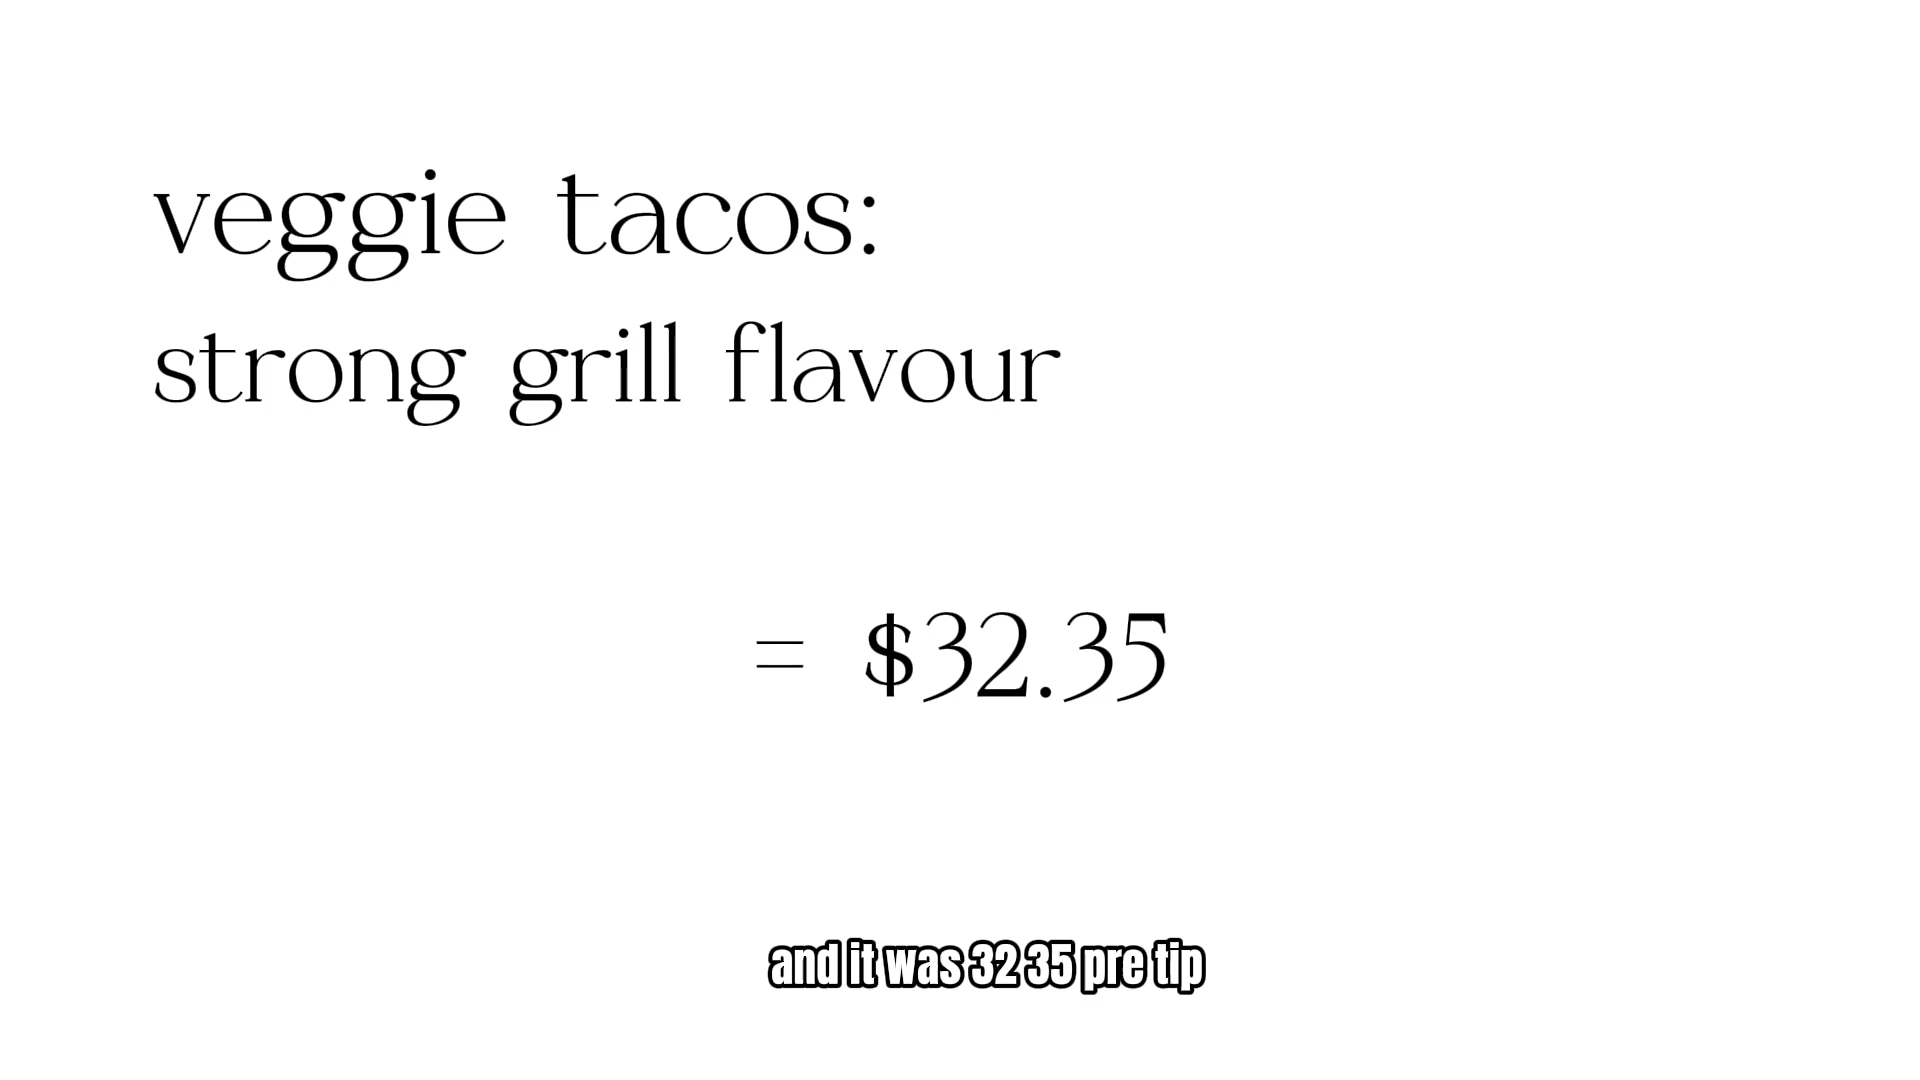 veggie tacos:
strong grill flavour
= $32.35
and it was 32 35 pre tip